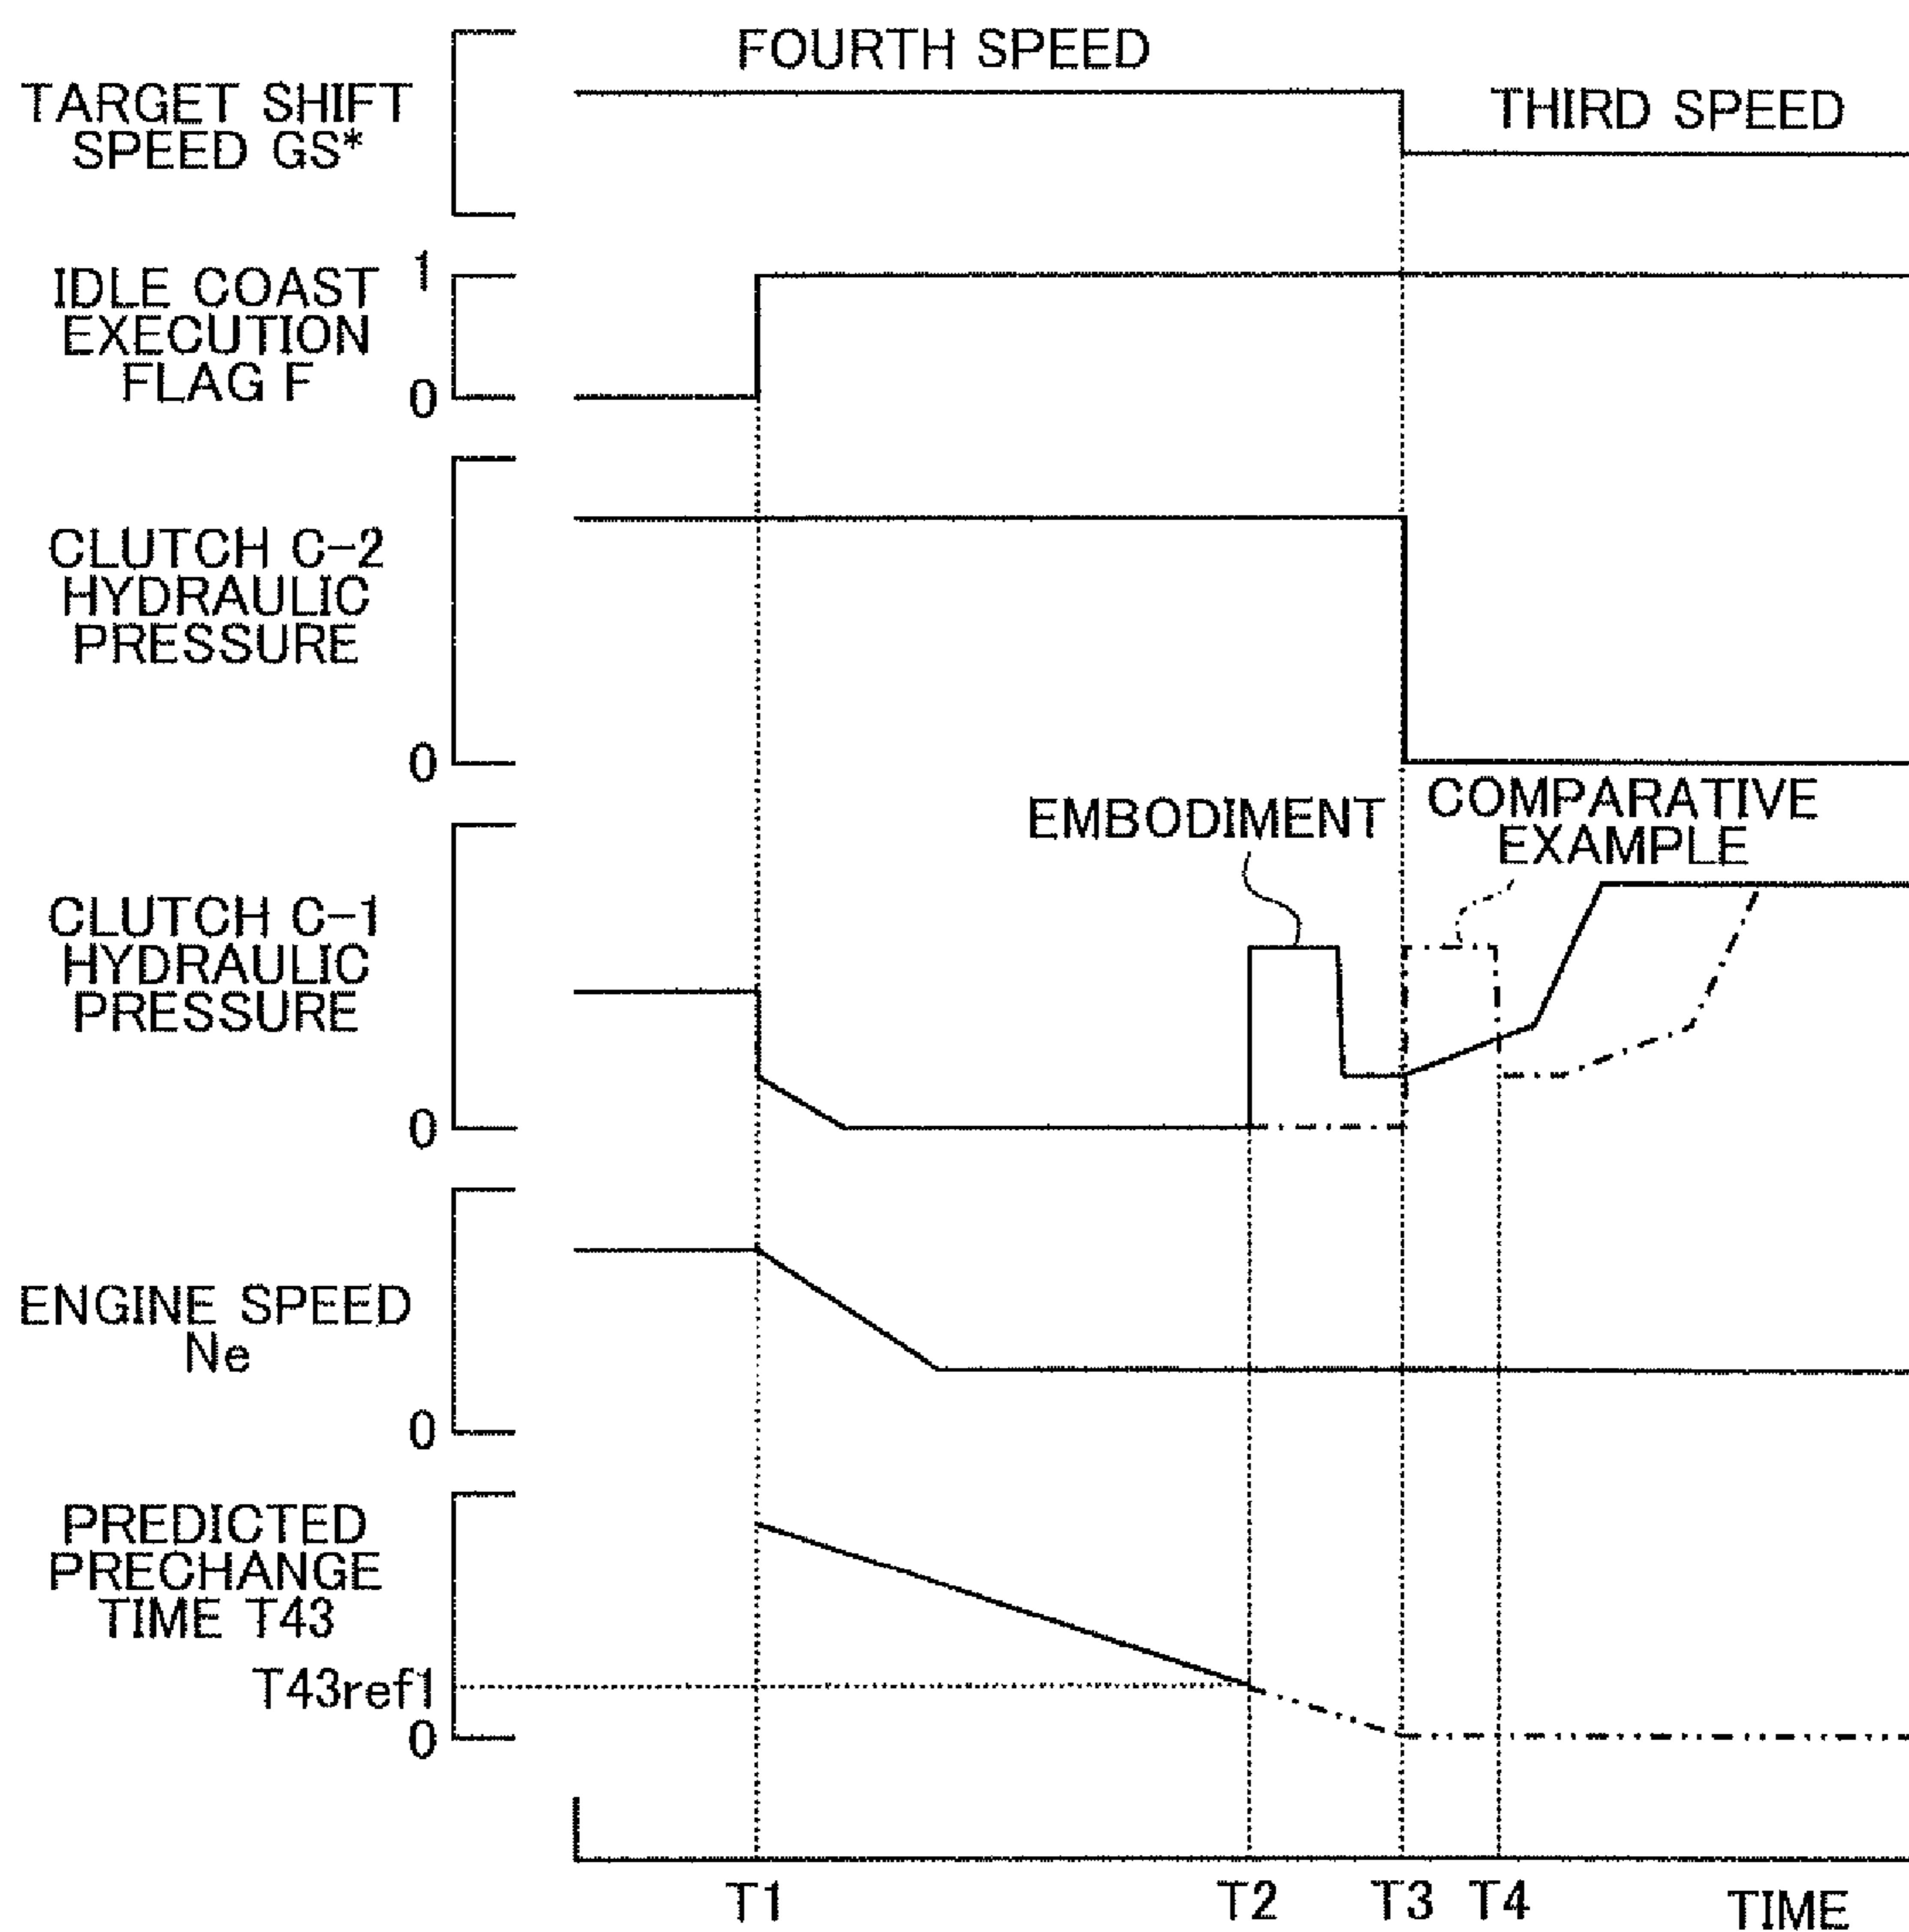 FOURTH SPEED
TARGET SHIFT
SPEED GS*
THIRD SPEED
IDLE COAST
EXECUTION
FLAG F
1
0
CLUTCH C-2
HYDRAULIC
PRESSURE
0
EMBODIMENT
COMPARATIVE
EXAMPLE
CLUTCH C-1
HYDRAULIC
PRESSURE
0
ENGINE SPEED
Ne
0
PREDICTED
PRECHANGE
TIME T43
T43ref1
0
T1
T2
T3
T4
TIME